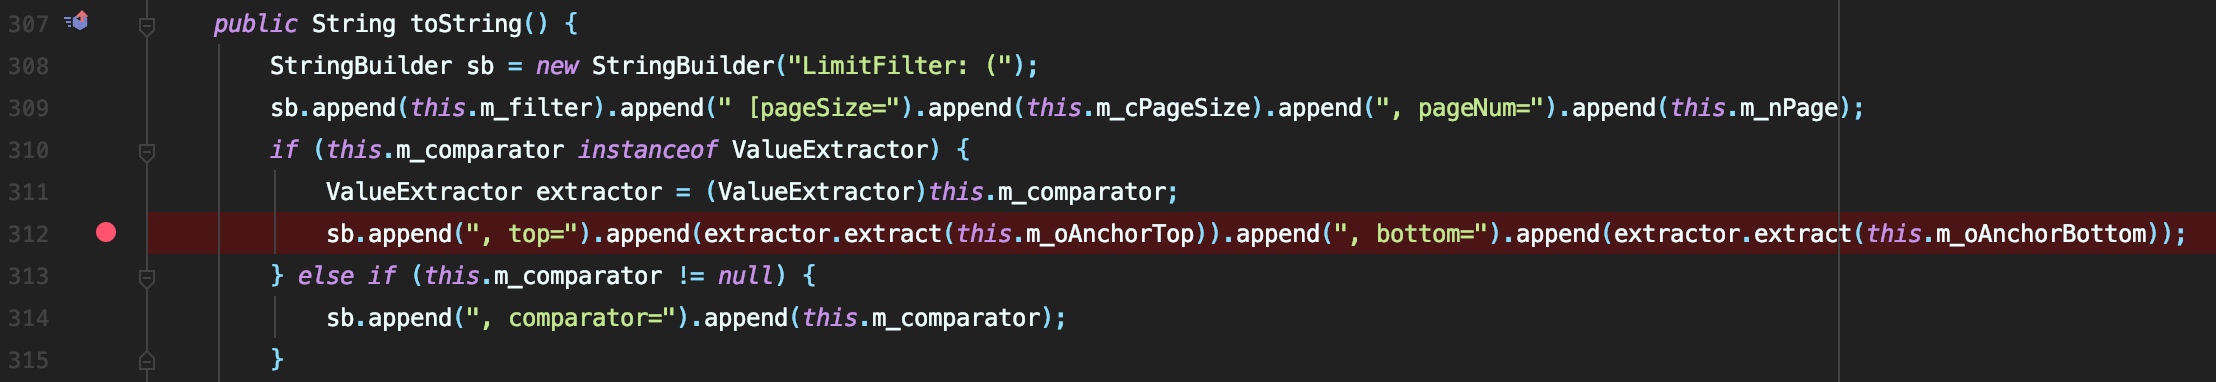 307 public String toString() {
308 StringBuilder sb = new StringBuilder("LimitFilter: (");
309 sb.append(this.m_filter).append(" [pageSize=").append(this.m_cPageSize).append(", pageNum=").append(this.m_nPage);
310 if (this.m_comparator instanceof ValueExtractor) {
311 ValueExtractor extractor = (ValueExtractor)this.m_comparator;
312 sb.append(", top=").append(extractor.extract(this.m_oAnchorTop)).append(", bottom=").append(extractor.extract(this.m_oAnchorBottom));
313 } else if (this.m_comparator != null) {
314 sb.append(", comparator=").append(this.m_comparator);
315 }